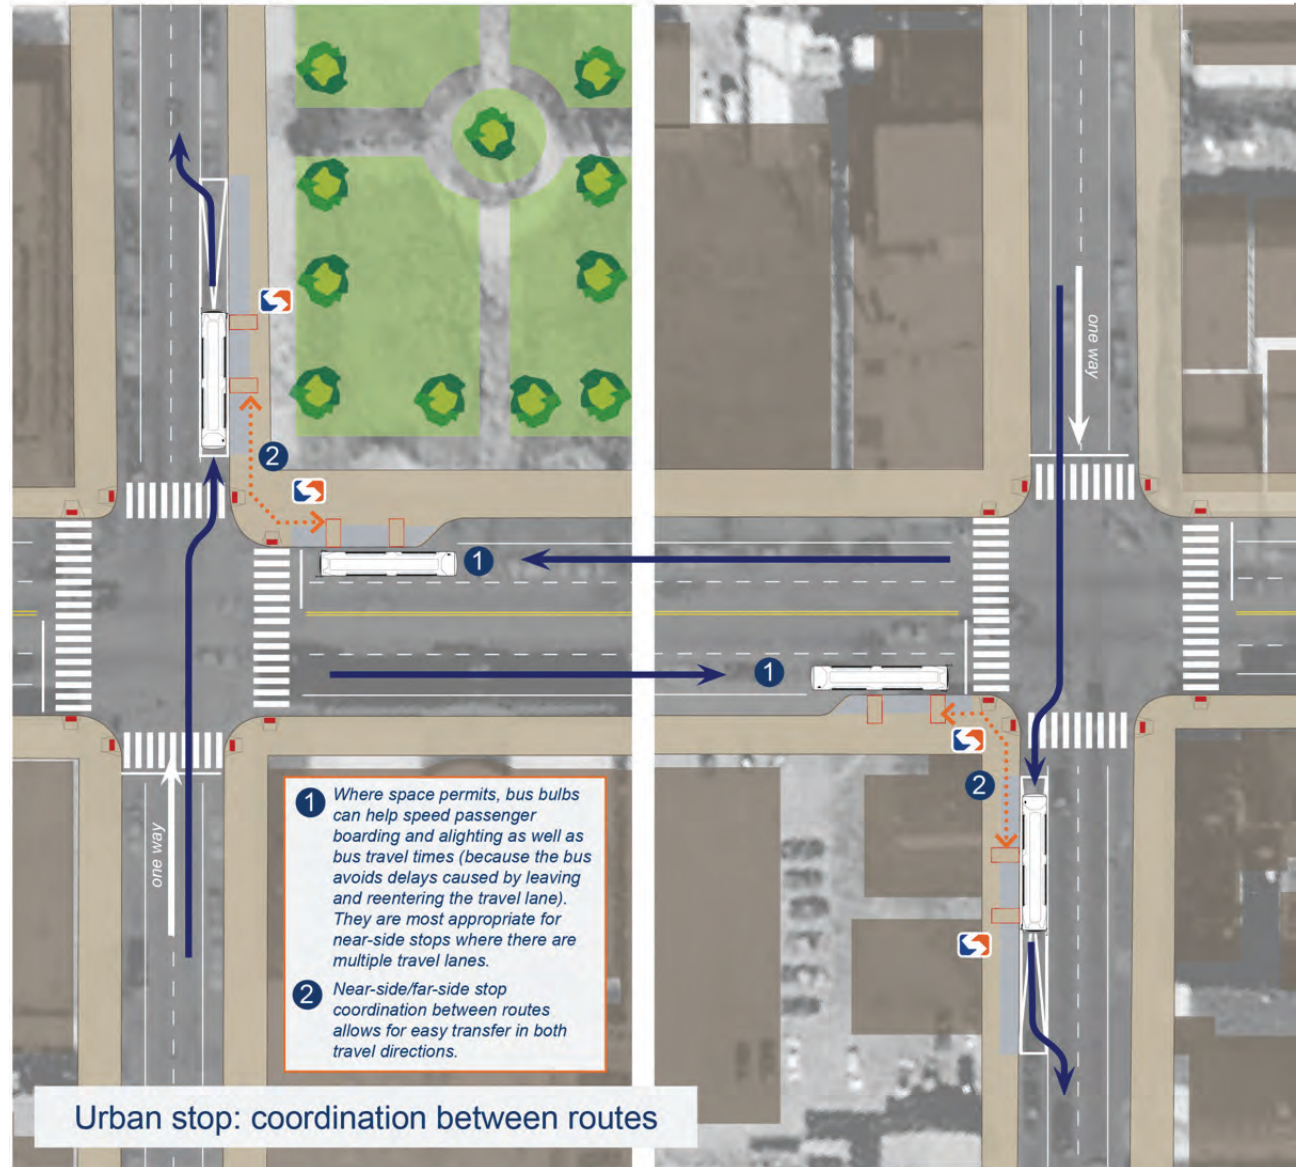 one way
2
1
1
one way
2
1
Where space permits, bus bulbs
can help speed passenger
boarding and alighting as well as
bus travel times (because the bus
avoids delays caused by leaving
and reentering the travel lane).
They are most appropriate for
near-side stops where there are
multiple travel lanes.
2
Near-side/far-side stop
coordination between routes
allows for easy transfer in both
travel directions.
Urban stop: coordination between routes